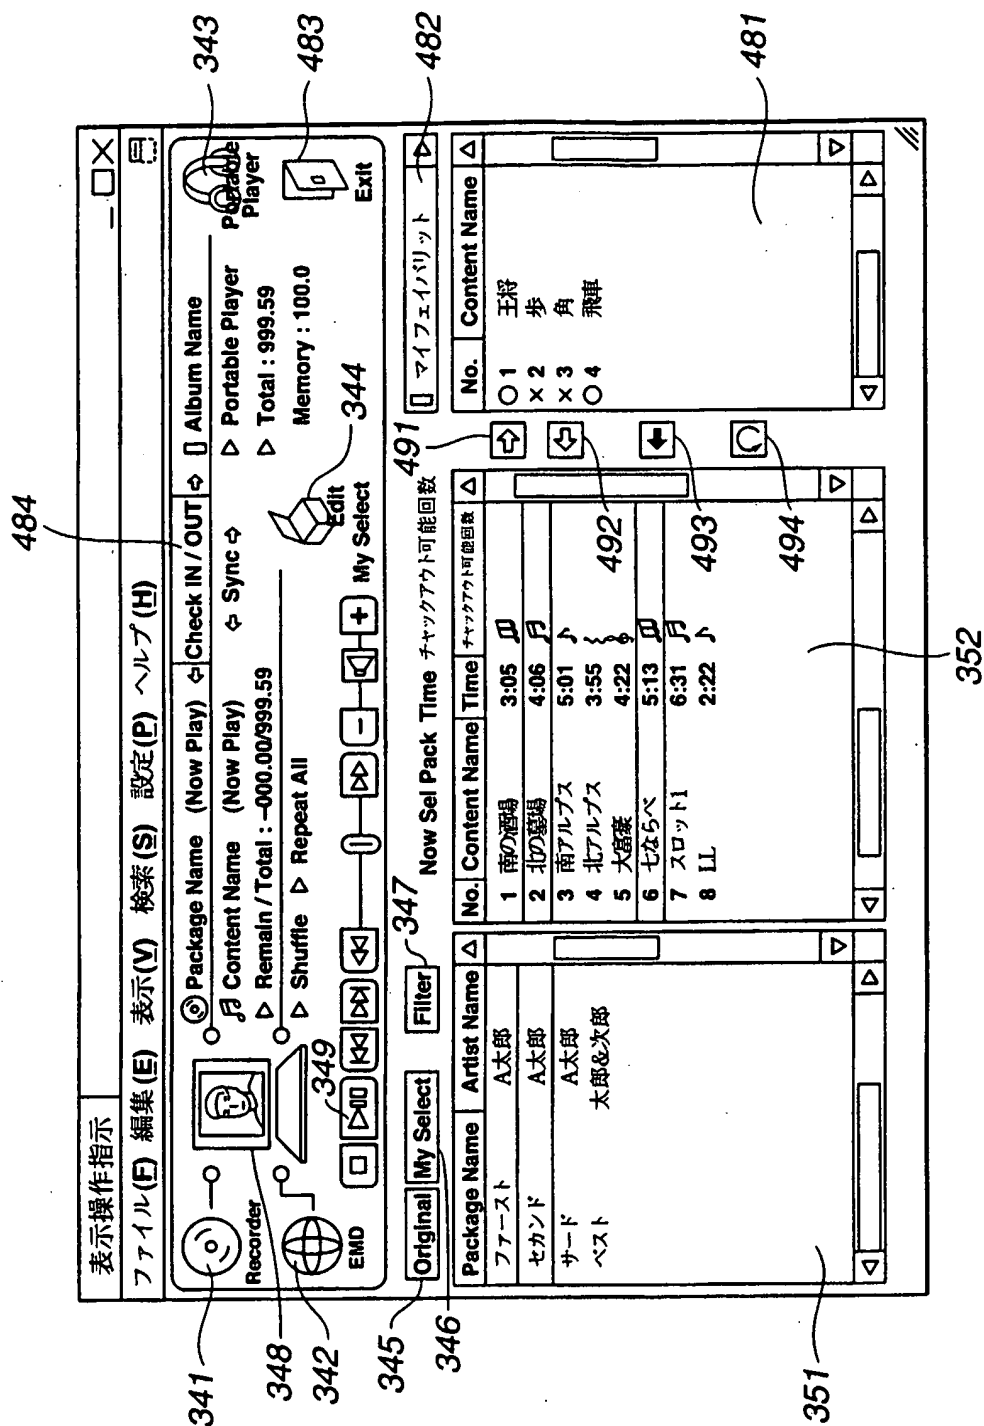 484
表示操作指示
ファイル(F) 編集(E) 表示(V) 検索(S) 設定(P) ヘルプ(H)
341
Recorder
348
342
EMD
Package Name (Now Play)
Content Name (Now Play)
▷ Remain / Total : –000.00/999.59
▷ Shuffle ▷ Repeat All
⇦ Check IN / OUT ⇨
⇦ Sync ⇨
Album Name
▷ Portable Player
▷ Total : 999.59
Memory : 100.0
Portable Player
343
483
Exit
344
Edit
My Select
349
345
Original
My Select
346
Filter
347
Now Sel Pack Time チャックアウト可能回数
491
マイフェイバリット
482
Package Name Artist Name
ファースト A太郎
セカンド A太郎
サード A太郎
ベスト 太郎&次郎
351
No. Content Name Time チャックアウト可能回数
1 南の酒場 3:05
2 北の墓場 4:06
3 南アルプス 5:01
4 北アルプス 3:55
5 大富豪 4:22
6 七ならべ 5:13
7 スロット1 6:31
8 LL 2:22
352
492
493
494
No. Content Name
○ 1 王将
× 2 歩
× 3 角
○ 4 飛車
481